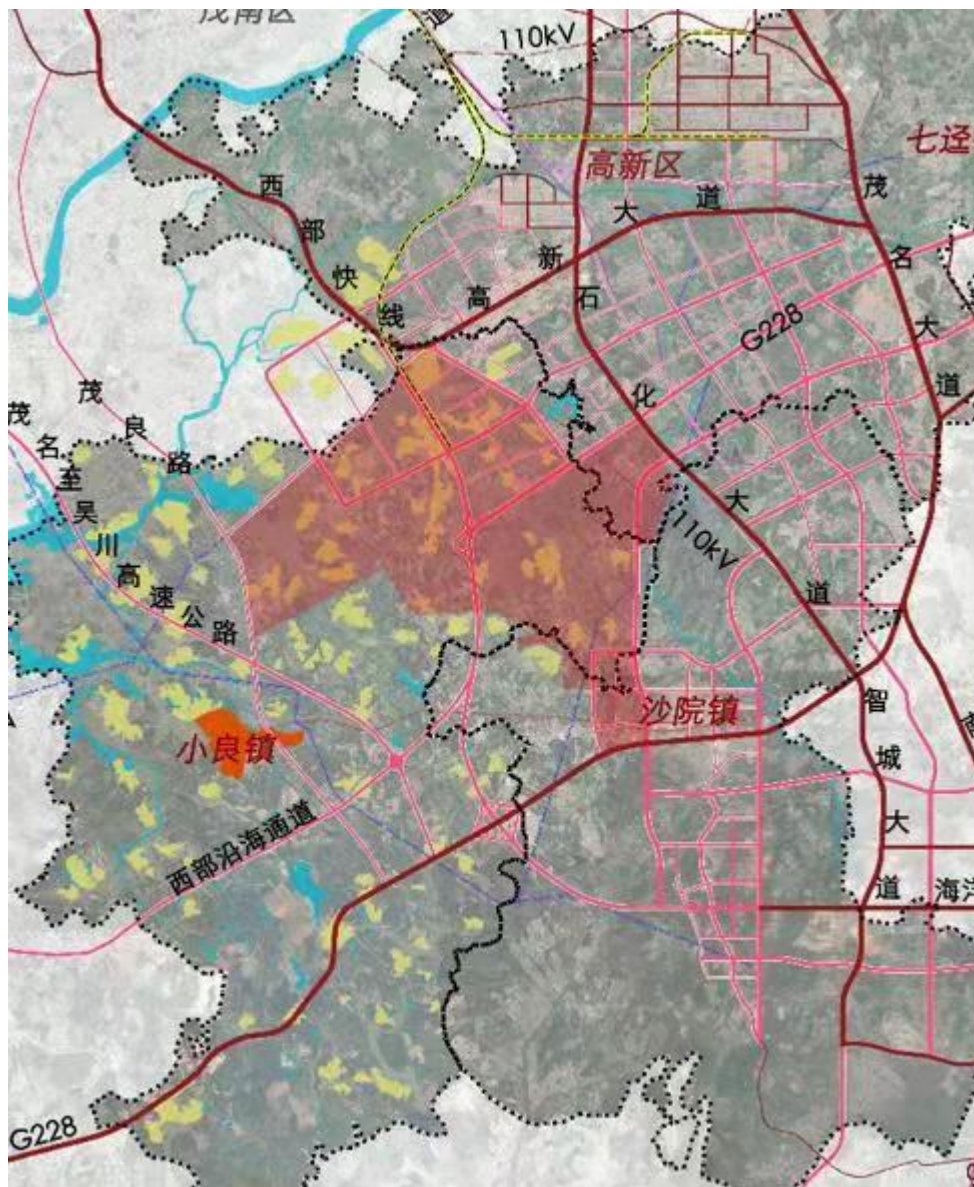 茂南区
道
110kV
七迳
高新区
西部快线
高新大道
茂名大道
石化大道
G228
茂良路
茂名至吴川高速公路
110kV
沙院镇
小良镇
智城大道
西部沿海通道
海洋
G228